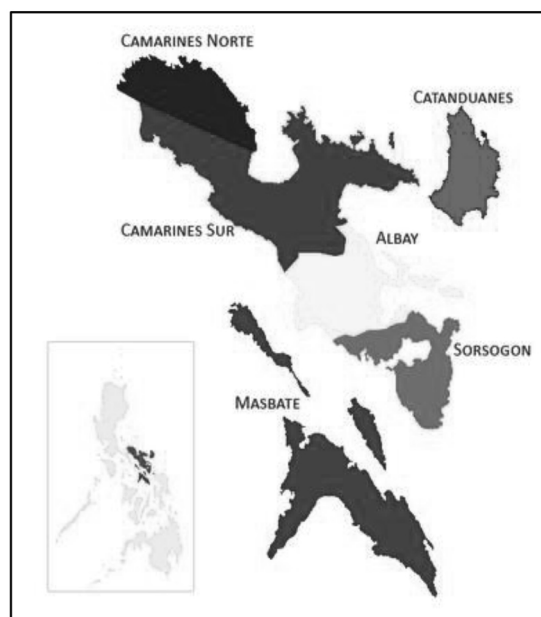 CAMARINES NORTE
CATANDUANES
CAMARINES SUR
ALBAY
SORSOGON
MASBATE